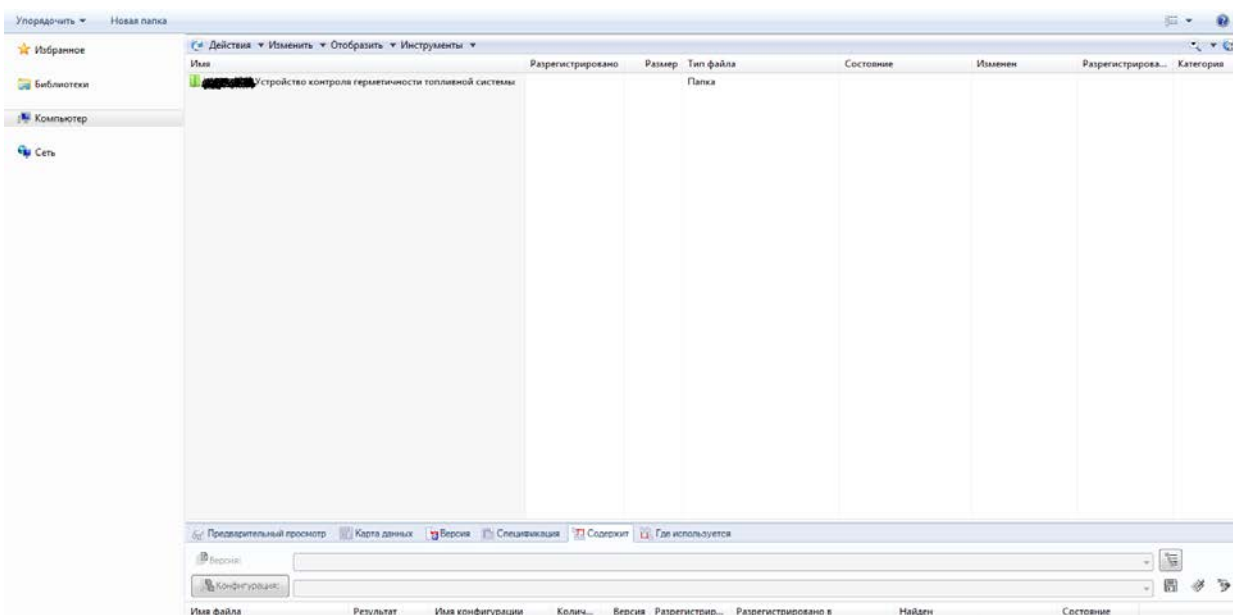 Упорядочить Новая папка
Избранное
Библиотеки
Компьютер
Сеть
Действия Изменить Отобразить Инструменты
Имя Разрегистрировано Размер Тип файла Состояние Изменен Разрегистрирова... Категория
Устройство контроля герметичности топливной системы Папка
Предварительный просмотр Карта данных Версия Спецификация Содержит Где используется
Версия:
Конфигурация:
Имя файла Результат Имя конфигурации Колич... Версия Разрегистрир... Разрегистрировано в Найден Состояние